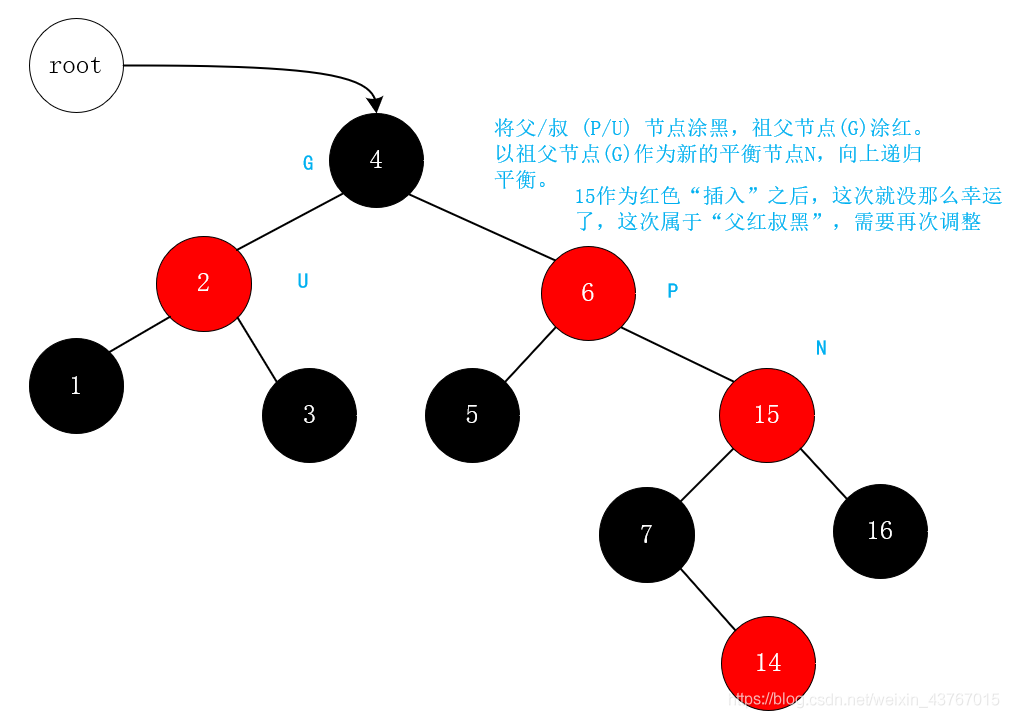 root
4
G
将父/叔 (P/U) 节点涂黑，祖父节点(G)涂红。
以祖父节点(G)作为新的平衡节点N，向上递归
平衡。
15作为红色“插入”之后，这次就没那么幸运
了，这次属于“父红叔黑”，需要再次调整
2
U
6
P
N
1
3
5
15
7
16
14
https://blog.csdn.net/weixin_43767015